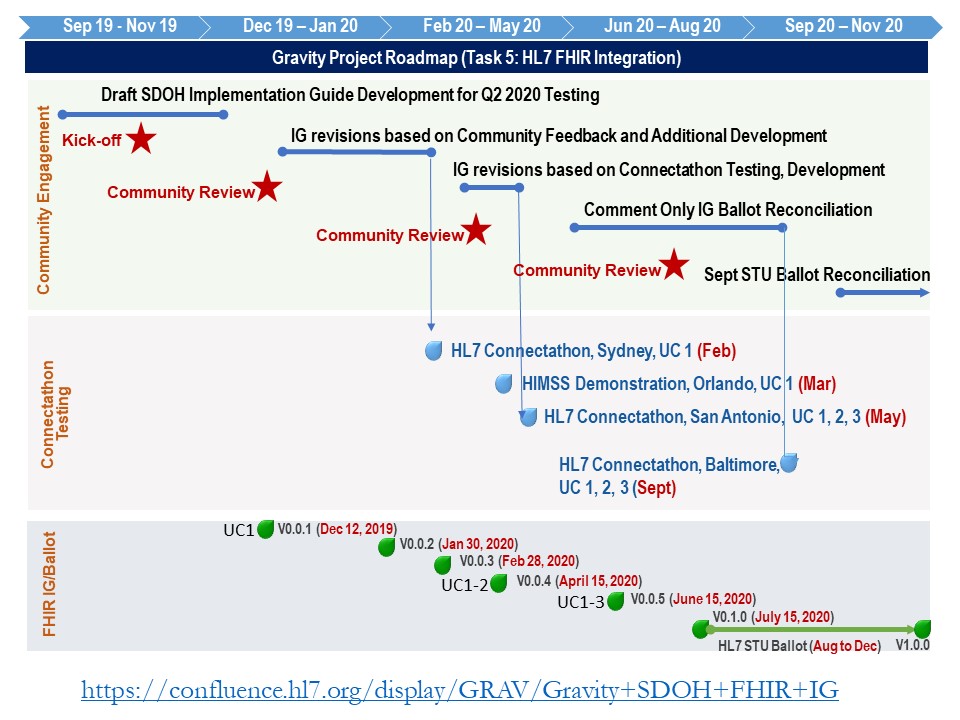 Sep 19 - Nov 19
Dec 19 – Jan 20
Feb 20 – May 20
Jun 20 – Aug 20
Sep 20 – Nov 20
Gravity Project Roadmap (Task 5: HL7 FHIR Integration)
Community Engagement
Draft SDOH Implementation Guide Development for Q2 2020 Testing
Kick-off
IG revisions based on Community Feedback and Additional Development
IG revisions based on Connectathon Testing, Development
Community Review
Comment Only IG Ballot Reconciliation
Community Review
Community Review
Sept STU Ballot Reconciliation
Connectathon
Testing
HL7 Connectathon, Sydney, UC 1 (Feb)
HIMSS Demonstration, Orlando, UC 1 (Mar)
HL7 Connectathon, San Antonio, UC 1, 2, 3 (May)
HL7 Connectathon, Baltimore,
UC 1, 2, 3 (Sept)
FHIR IG/Ballot
UC1 V0.0.1 (Dec 12, 2019)
V0.0.2 (Jan 30, 2020)
V0.0.3 (Feb 28, 2020)
UC1-2 V0.0.4 (April 15, 2020)
UC1-3 V0.0.5 (June 15, 2020)
V0.1.0 (July 15, 2020)
HL7 STU Ballot (Aug to Dec) V1.0.0
https://confluence.hl7.org/display/GRAV/Gravity+SDOH+FHIR+IG